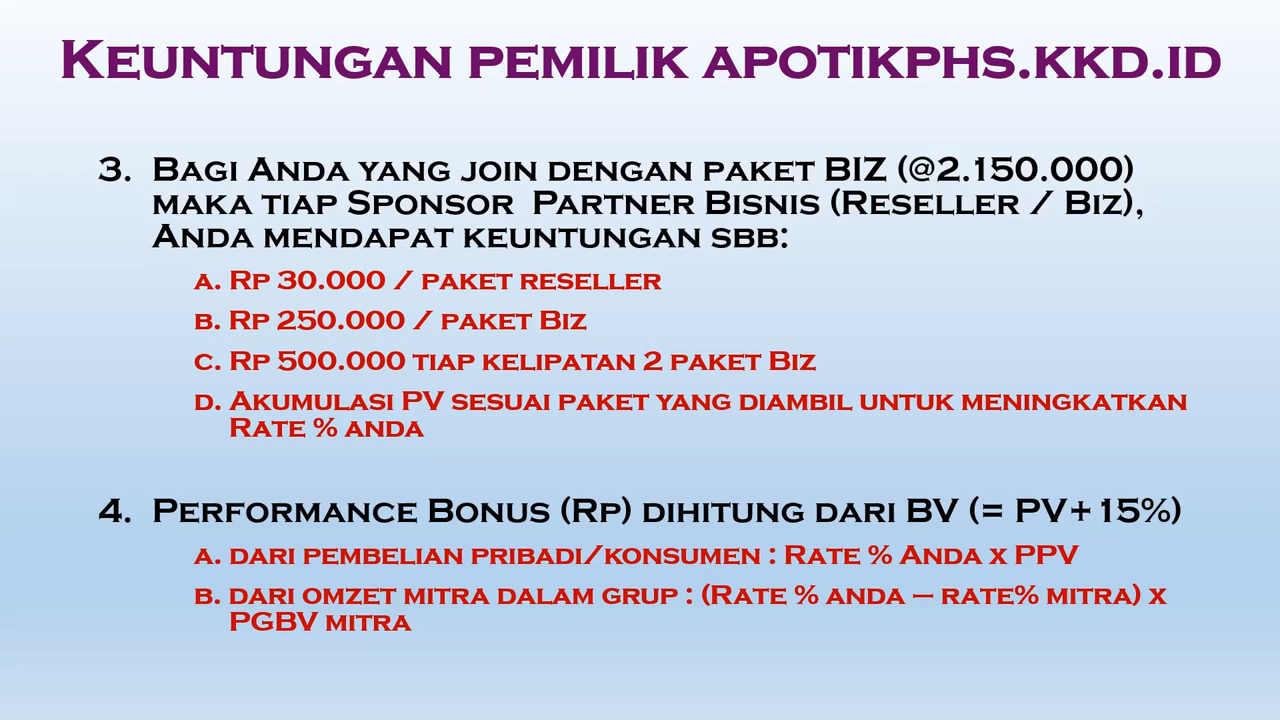 Keuntungan pemilik apotikphs.kkd.id
3. Bagi Anda yang join dengan paket BIZ (@2.150.000)
maka tiap Sponsor Partner Bisnis (Reseller / Biz),
Anda mendapat keuntungan sbb:
a. Rp 30.000 / paket reseller
b. Rp 250.000 / paket Biz
c. Rp 500.000 tiap kelipatan 2 paket Biz
d. Akumulasi PV sesuai paket yang diambil untuk meningkatkan
Rate % anda
4. Performance Bonus (Rp) dihitung dari BV (= PV+15%)
a. dari pembelian pribadi/konsumen : Rate % Anda x PPV
b. dari omzet mitra dalam grup : (Rate % anda – rate% mitra) x
PGBV mitra